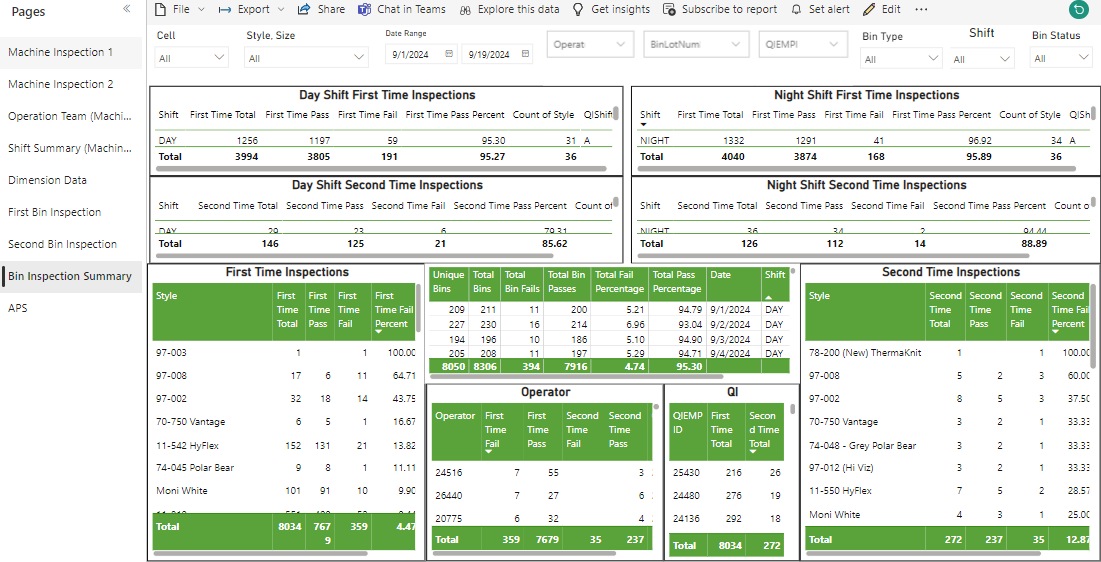 Pages
Machine Inspection 1
Machine Inspection 2
Operation Team (Machi...
Shift Summary (Machin...
Dimension Data
First Bin Inspection
Second Bin Inspection
Bin Inspection Summary
APS
File Export Share Chat in Teams Explore this data Get insights Subscribe to report Set alert Edit ...
Cell Style, Size Date Range Bin Type Shift Bin Status
All All 9/1/2024 9/19/2024 Operat BinLotNum QIEMPI All All All
Day Shift First Time Inspections
Shift First Time Total First Time Pass First Time Fail First Time Pass Percent Count of Style QIShift
DAY 1256 1197 59 95.30 31 A
Total 3994 3805 191 95.27 36
Night Shift First Time Inspections
Shift First Time Total First Time Pass First Time Fail First Time Pass Percent Count of Style QISh
NIGHT 1332 1291 41 96.92 34 A
Total 4040 3874 168 95.89 36
Day Shift Second Time Inspections
Shift Second Time Total Second Time Pass Second Time Fail Second Time Pass Percent Count of
DAY 29 23 6 79.31
Total 146 125 21 85.62
Night Shift Second Time Inspections
Shift Second Time Total Second Time Pass Second Time Fail Second Time Pass Percent Count o
NIGHT 36 34 2 94.44
Total 126 112 14 88.89
First Time Inspections
Style First Time Total First Time Pass First Time Fail First Time Fail Percent
97-003 1 1 100.00
97-008 17 6 11 64.71
97-002 32 18 14 43.75
70-750 Vantage 6 5 1 16.67
11-542 HyFlex 152 131 21 13.82
74-045 Polar Bear 9 8 1 11.11
Moni White 101 91 10 9.90
Total 8034 7679 359 4.47
Unique Bins Total Bins Total Bin Fails Total Bin Passes Total Fail Percentage Total Pass Percentage Date Shift
209 211 11 200 5.21 94.79 9/1/2024 DAY
227 230 16 214 6.96 93.04 9/2/2024 DAY
194 196 10 186 5.10 94.90 9/3/2024 DAY
205 208 11 197 5.29 94.71 9/4/2024 DAY
8050 8306 394 7916 4.74 95.30
Operator
Operator First Time Fail First Time Pass Second Time Fail Second Time Pass
24516 7 55 3
26440 7 27 6
20775 6 32 4
Total 359 7679 35 237
QI
QIEMP ID First Time Total Second Time Total
25430 216 26
24480 276 19
24136 292 18
Total 8034 272
Second Time Inspections
Style Second Time Total Second Time Pass Second Time Fail Second Time Fail Percent
78-200 (New) ThermaKnit 1 1 100.00
97-008 5 2 3 60.00
97-002 8 5 3 37.50
70-750 Vantage 3 2 1 33.33
74-048 - Grey Polar Bear 3 2 1 33.33
97-012 (Hi Viz) 3 2 1 33.33
11-550 HyFlex 7 5 2 28.57
Moni White 4 3 1 25.00
Total 272 237 35 12.87